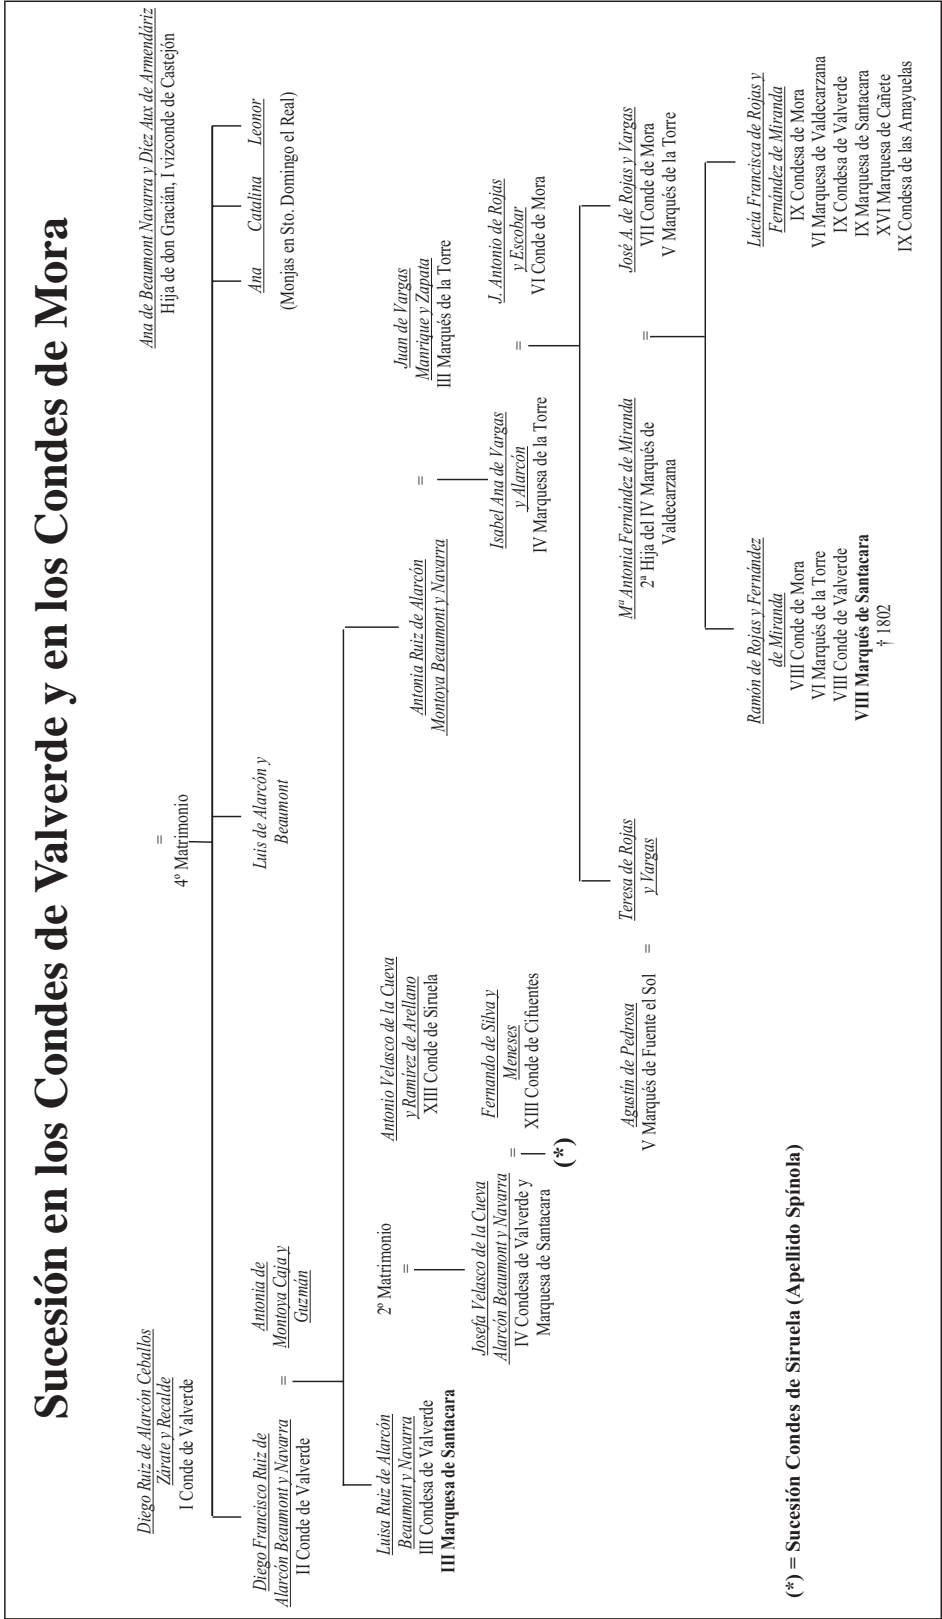 Sucesión en los Condes de Valverde y en los Condes de Mora
Diego Ruiz de Alarcón Ceballos
Zárate y Recalde
I Conde de Valverde
=
4º Matrimonio
Ana de Beaumont Navarra y Díez Aux de Armendáriz
Hija de don Gracián, I vizconde de Castejón
Diego Francisco Ruiz de
Alarcón Beaumont y Navarra
II Conde de Valverde
=
Antonia de
Montoya Caja y
Guzmán
Luis de Alarcón y
Beaumont
Ana Catalina Leonor
(Monjas en Sto. Domingo el Real)
Luisa Ruiz de Alarcón
Beaumont y Navarra
III Condesa de Valverde
III Marquesa de Santacara
2º Matrimonio
=
Antonio Velasco de la Cueva
y Ramírez de Arellano
XIII Conde de Siruela
Antonia Ruiz de Alarcón
Montoya Beaumont y Navarra
=
Juan de Vargas
Manrique y Zapata
III Marqués de la Torre
Josefa Velasco de la Cueva
Alarcón Beaumont y Navarra
IV Condesa de Valverde y
Marquesa de Santacara
=
(*)
Fernando de Silva y
Meneses
XIII Conde de Cifuentes
Isabel Ana de Vargas
y Alarcón
IV Marquesa de la Torre
=
J. Antonio de Rojas
y Escobar
VI Conde de Mora
Agustín de Pedrosa
V Marqués de Fuente el Sol
=
Teresa de Rojas
y Vargas
Mª Antonia Fernández de Miranda
2ª Hija del IV Marqués de
Valdecarzana
=
José A. de Rojas y Vargas
VII Conde de Mora
V Marqués de la Torre
Ramón de Rojas y Fernández
de Miranda
VIII Conde de Mora
VI Marqués de la Torre
VIII Conde de Valverde
VIII Marqués de Santacara
† 1802
Lucía Francisca de Rojas y
Fernández de Miranda
IX Condesa de Mora
VI Marquesa de Valdecarzana
IX Condesa de Valverde
IX Marquesa de Santacara
XVI Marquesa de Cañete
IX Condesa de las Amayuelas
(*) = Sucesión Condes de Siruela (Apellido Spínola)